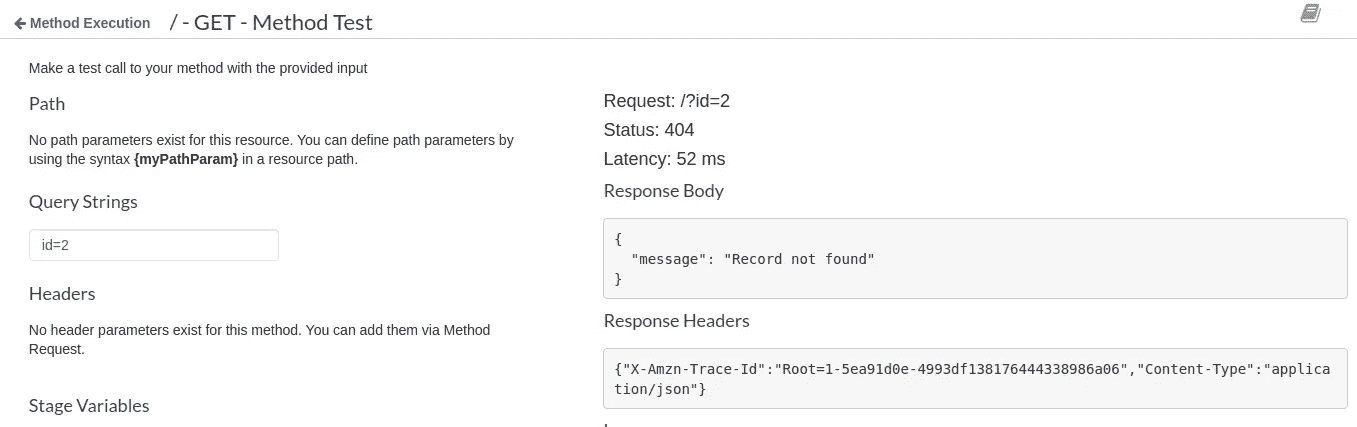 Method Execution / - GET - Method Test
Make a test call to your method with the provided input
Path
No path parameters exist for this resource. You can define path parameters by
using the syntax {myPathParam} in a resource path.
Query Strings
id=2
Headers
No header parameters exist for this method. You can add them via Method
Request.
Stage Variables
Request: /?id=2
Status: 404
Latency: 52 ms
Response Body
{
"message": "Record not found"
}
Response Headers
{"X-Amzn-Trace-Id":"Root=1-5ea91d0e-4993df138176444338986a06","Content-Type":"applica
tion/json"}